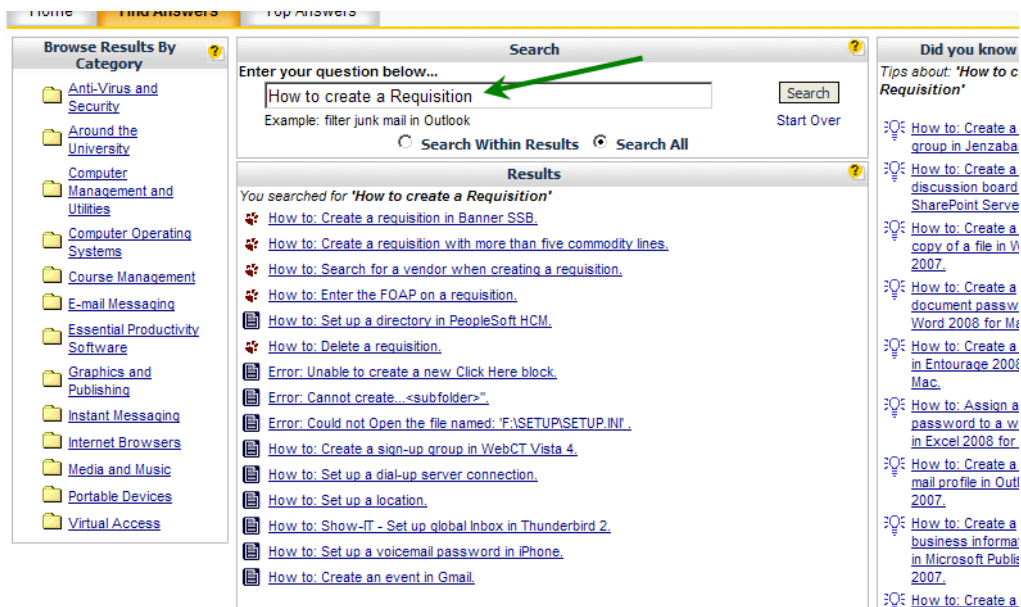 Home Find Answers Top Answers
Browse Results By
Category
Anti-Virus and
Security
Around the
University
Computer
Management and
Utilities
Computer Operating
Systems
Course Management
E-mail Messaging
Essential Productivity
Software
Graphics and
Publishing
Instant Messaging
Internet Browsers
Media and Music
Portable Devices
Virtual Access
Search
Enter your question below...
How to create a Requisition
Search
Example: filter junk mail in Outlook
Start Over
Search Within Results Search All
Results
You searched for 'How to create a Requisition'
How to: Create a requisition in Banner SSB.
How to: Create a requisition with more than five commodity lines.
How to: Search for a vendor when creating a requisition.
How to: Enter the FOAP on a requisition.
How to: Set up a directory in PeopleSoft HCM.
How to: Delete a requisition.
Error: Unable to create a new Click Here block.
Error: Cannot create...<subfolder>".
Error: Could not Open the file named: 'F:\SETUP\SETUP.INI' .
How to: Create a sign-up group in WebCT Vista 4.
How to: Set up a dial-up server connection.
How to: Set up a location.
How to: Show-IT - Set up global Inbox in Thunderbird 2.
How to: Set up a voicemail password in iPhone.
How to: Create an event in Gmail.
Did you know
Tips about: 'How to c
Requisition'
How to: Create a
group in Jenzaba
How to: Create a
discussion board
SharePoint Serve
How to: Create a
copy of a file in W
2007.
How to: Create a
document passw
Word 2008 for Ma
How to: Create a
in Entourage 2008
Mac.
How to: Assign a
password to a w
in Excel 2008 for
How to: Create a
mail profile in Outl
2007.
How to: Create a
business informa
in Microsoft Publis
2007.
How to: Create a